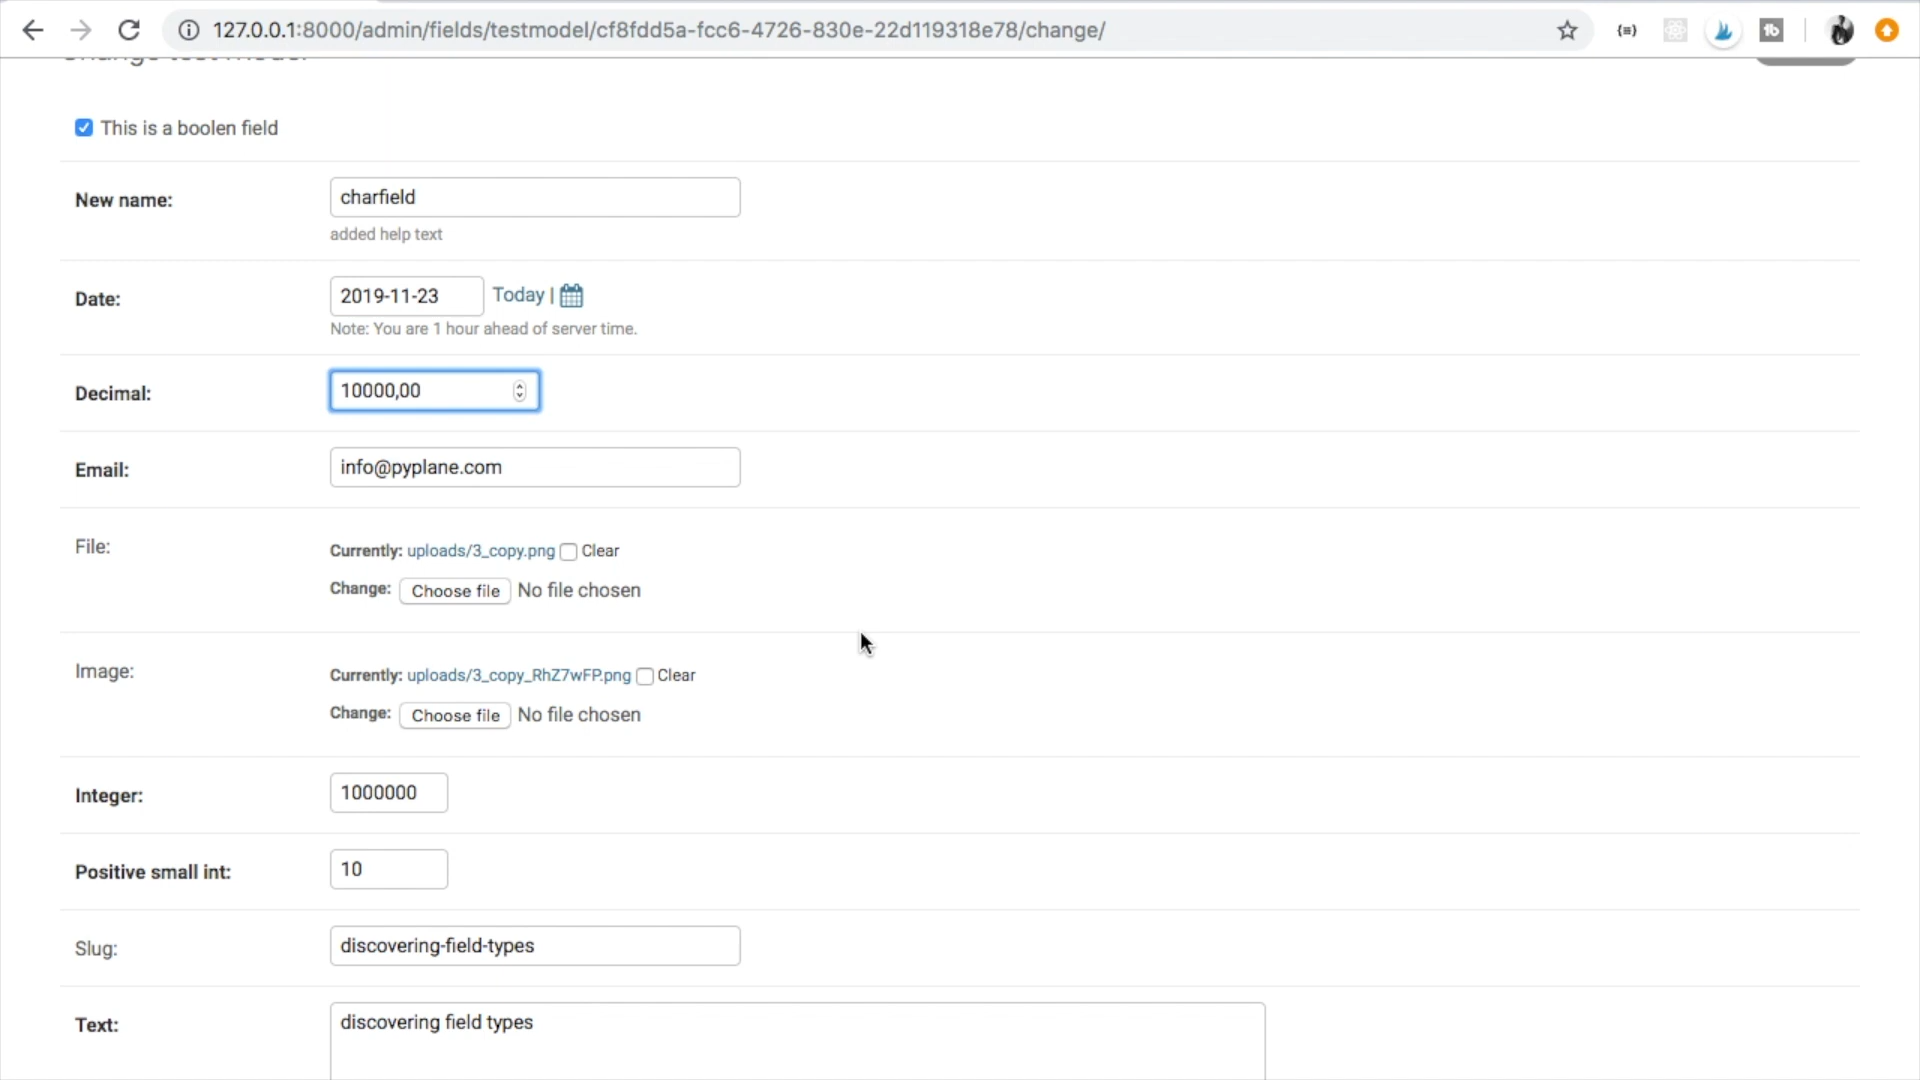 127.0.0.1:8000/admin/fields/testmodel/cf8fdd5a-fcc6-4726-830e-22d119318e78/change/
Change test model
This is a boolen field
New name: charfield
added help text
Date: 2019-11-23 Today |
Note: You are 1 hour ahead of server time.
Decimal: 10000,00
Email: info@pyplane.com
File: Currently: uploads/3_copy.png Clear
Change: Choose file No file chosen
Image: Currently: uploads/3_copy_RhZ7wFP.png Clear
Change: Choose file No file chosen
Integer: 1000000
Positive small int: 10
Slug: discovering-field-types
Text: discovering field types